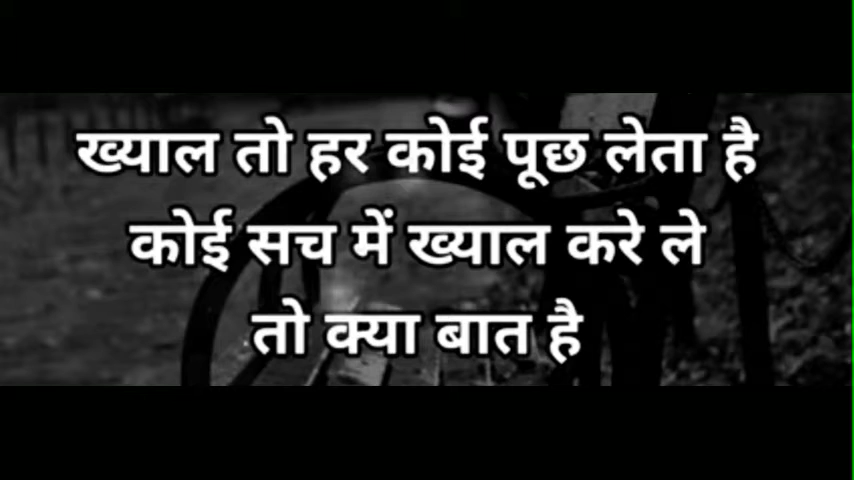 ख्याल तो हर कोई पूछ लेता है
कोई सच में ख्याल करे ले
तो क्या बात है